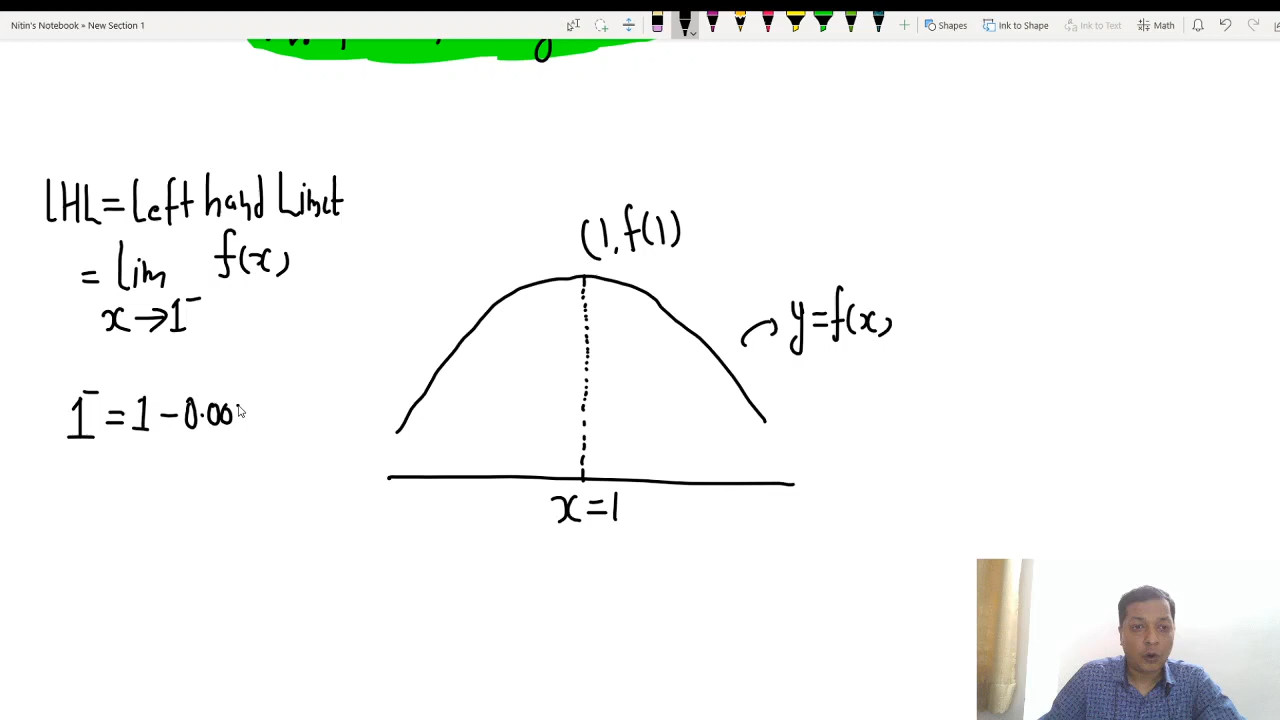 Nitin's Notebook » New Section 1
Shapes
Ink to Shape
Ink to Text
Math
LHL = Left hand Limit
= lim f(x)
x → 1⁻
1⁻ = 1 - 0.00
(1, f(1)
y = f(x)
x = 1